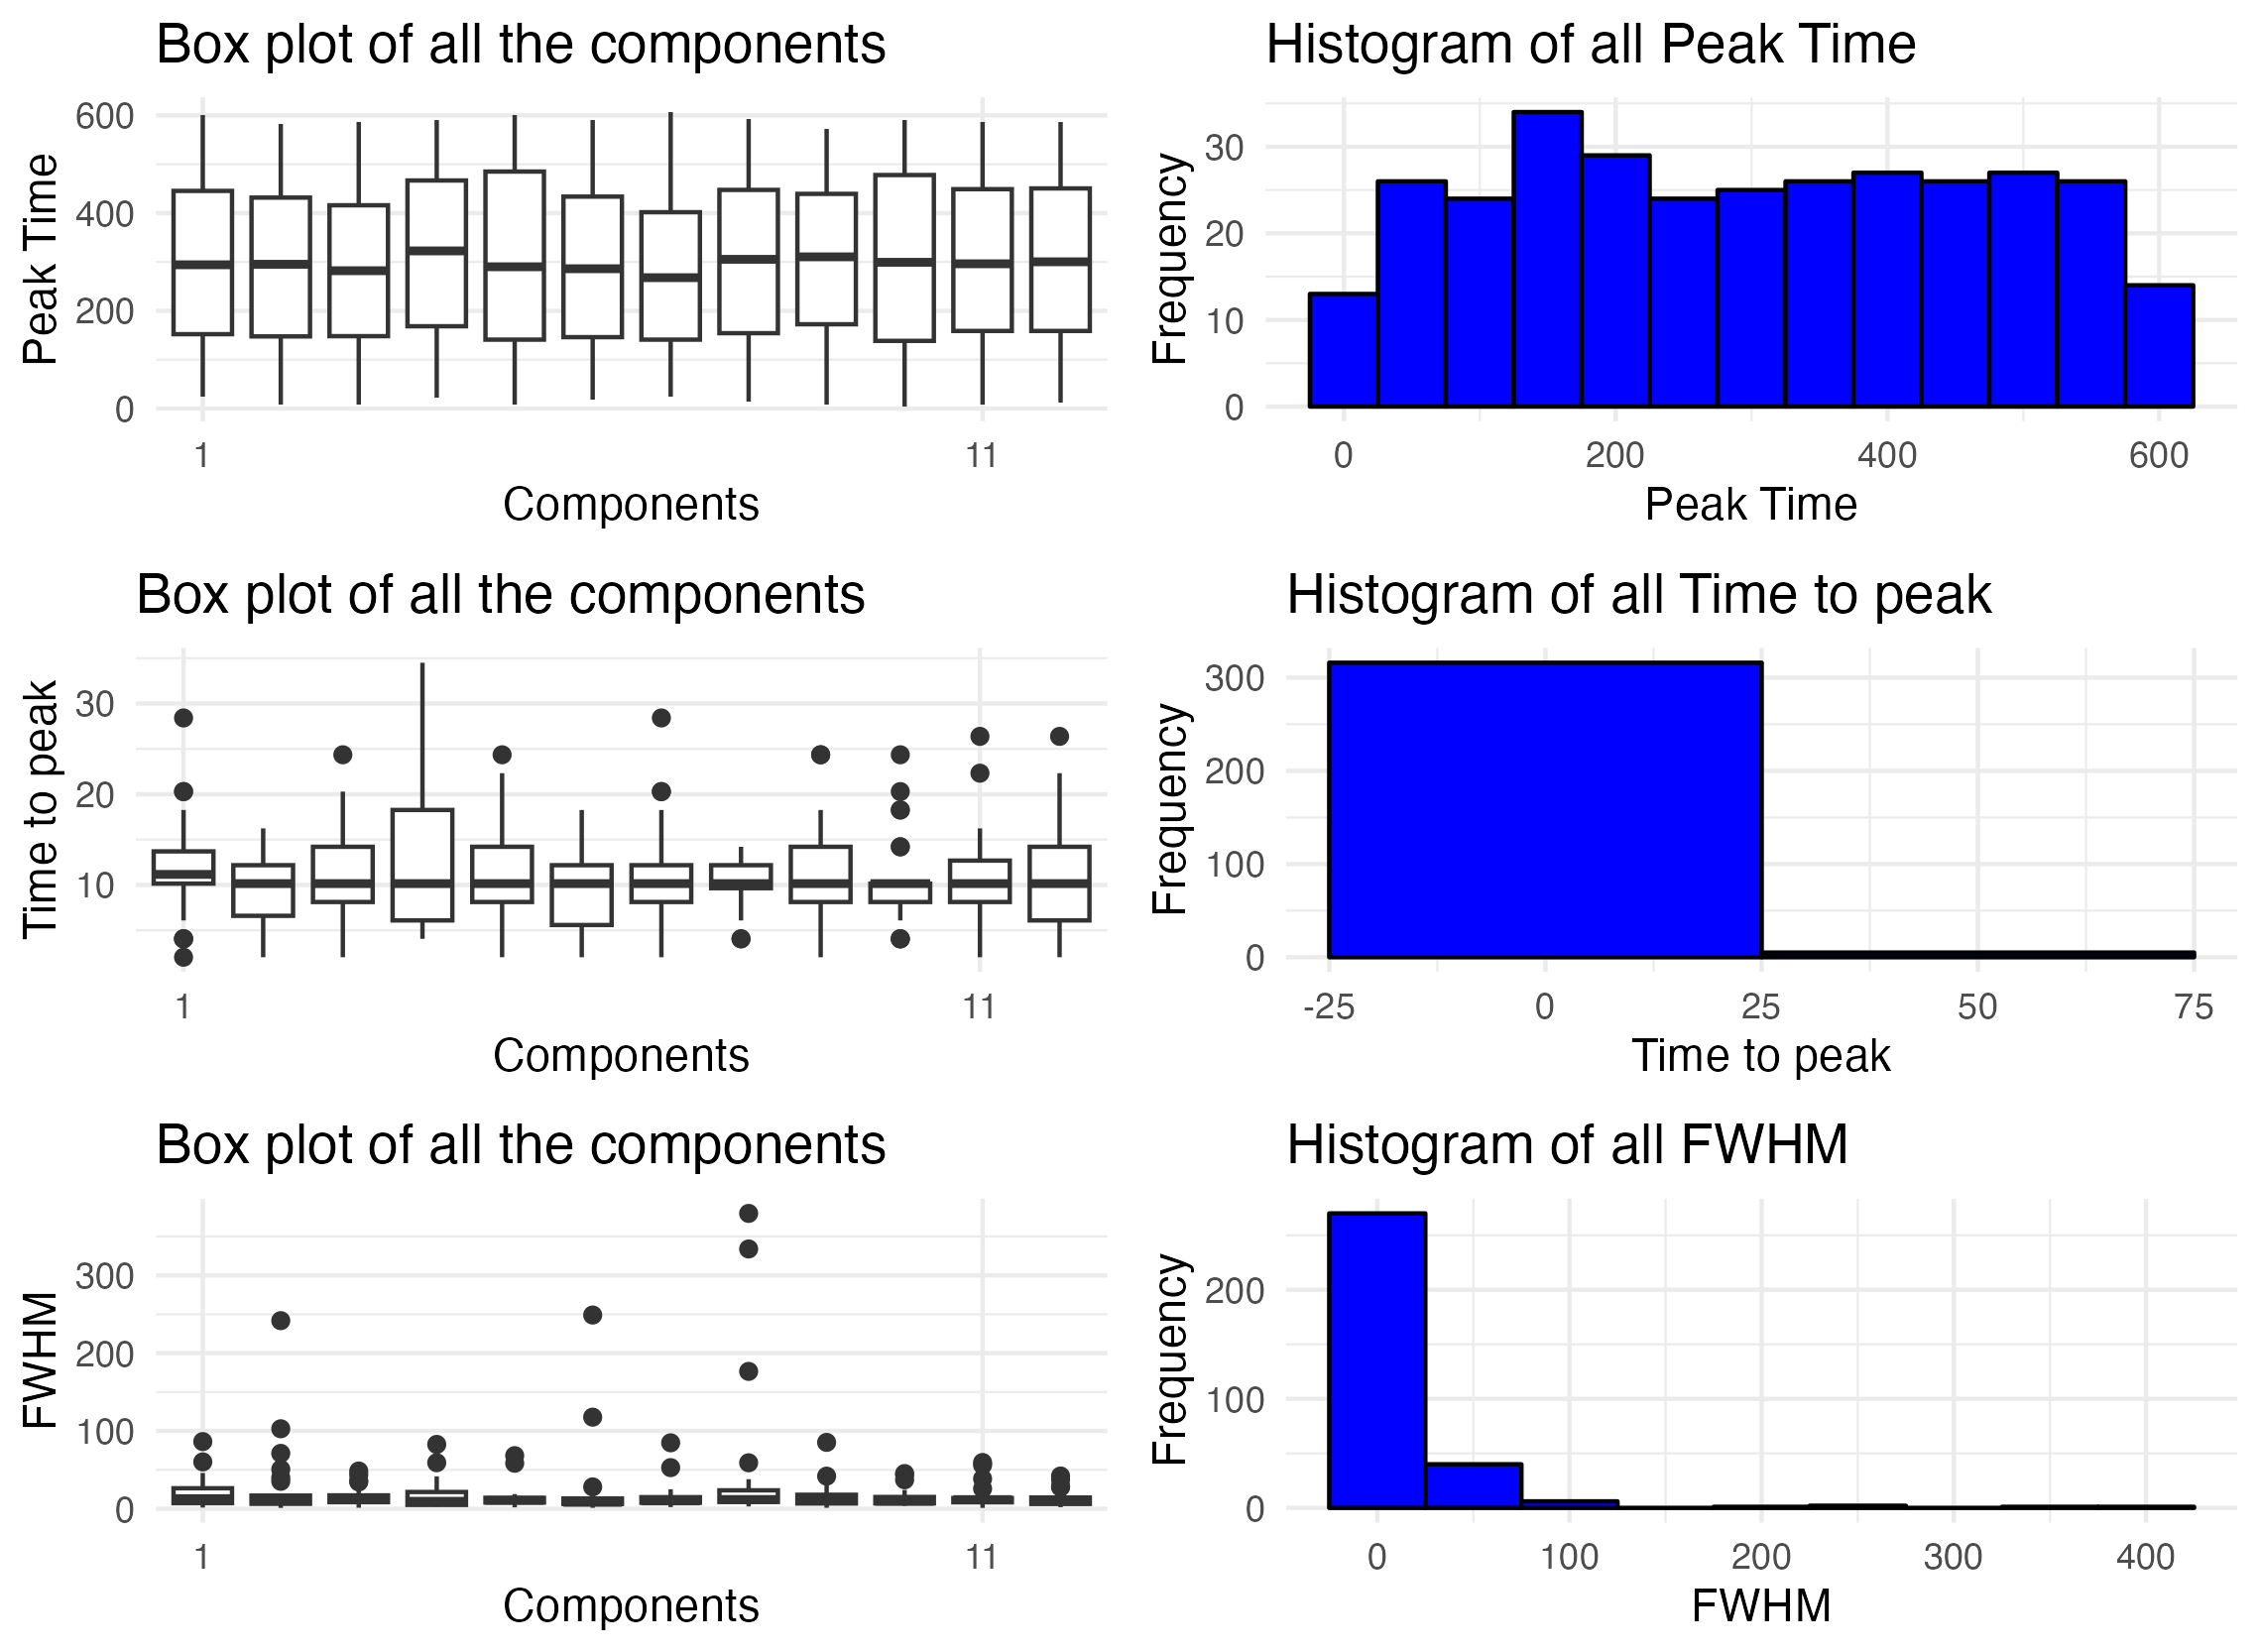 Box plot of all the components
Peak Time
600
400
200
0
1
11
Components
Histogram of all Peak Time
Frequency
30
20
10
0
0
200
400
600
Peak Time
Box plot of all the components
Time to peak
30
20
10
1
11
Components
Histogram of all Time to peak
Frequency
300
200
100
0
-25
0
25
50
75
Time to peak
Box plot of all the components
FWHM
300
200
100
0
1
11
Components
Histogram of all FWHM
Frequency
200
100
0
0
100
200
300
400
FWHM